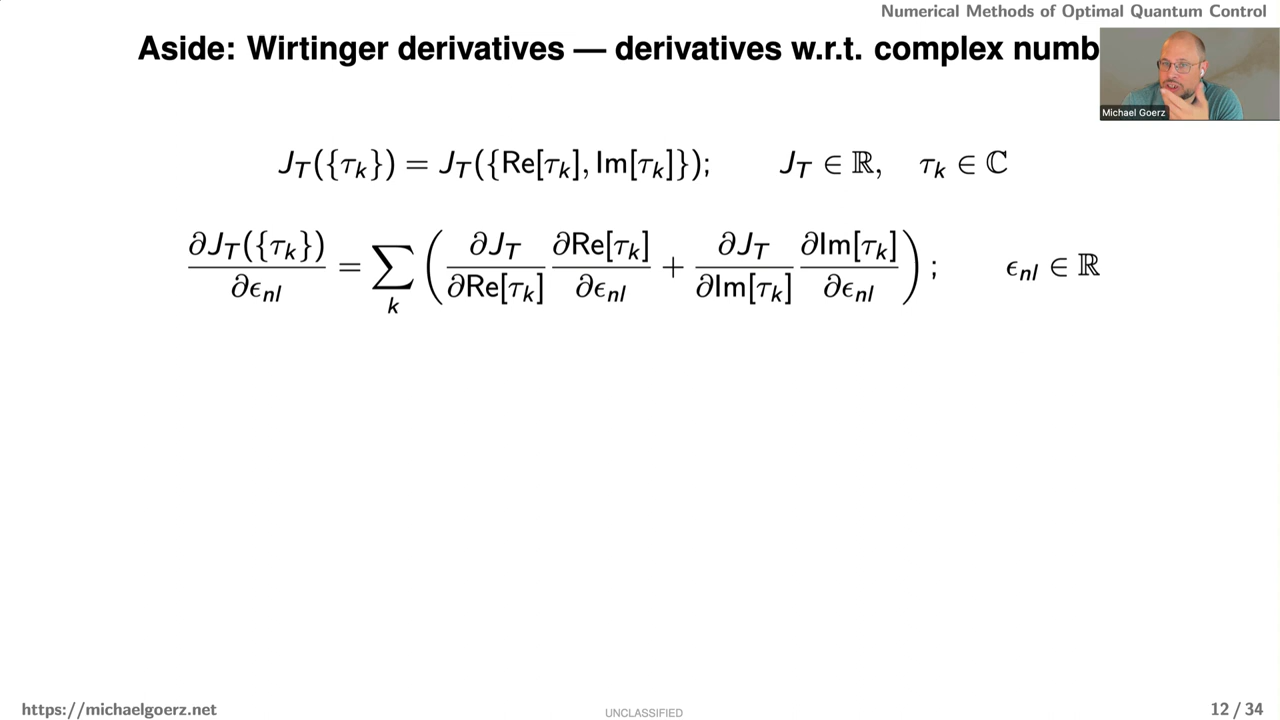 Numerical Methods of Optimal Quantum Control
Aside: Wirtinger derivatives — derivatives w.r.t. complex numb
Michael Goerz
J_T({τ_k}) = J_T({Re[τ_k], Im[τ_k]}); J_T ∈ ℝ, τ_k ∈ ℂ
∂J_T({τ_k})/∂ϵ_nl = ∑_k (∂J_T/∂Re[τ_k] ∂Re[τ_k]/∂ϵ_nl + ∂J_T/∂Im[τ_k] ∂Im[τ_k]/∂ϵ_nl); ϵ_nl ∈ ℝ
https://michaelgoerz.net
UNCLASSIFIED
12 / 34